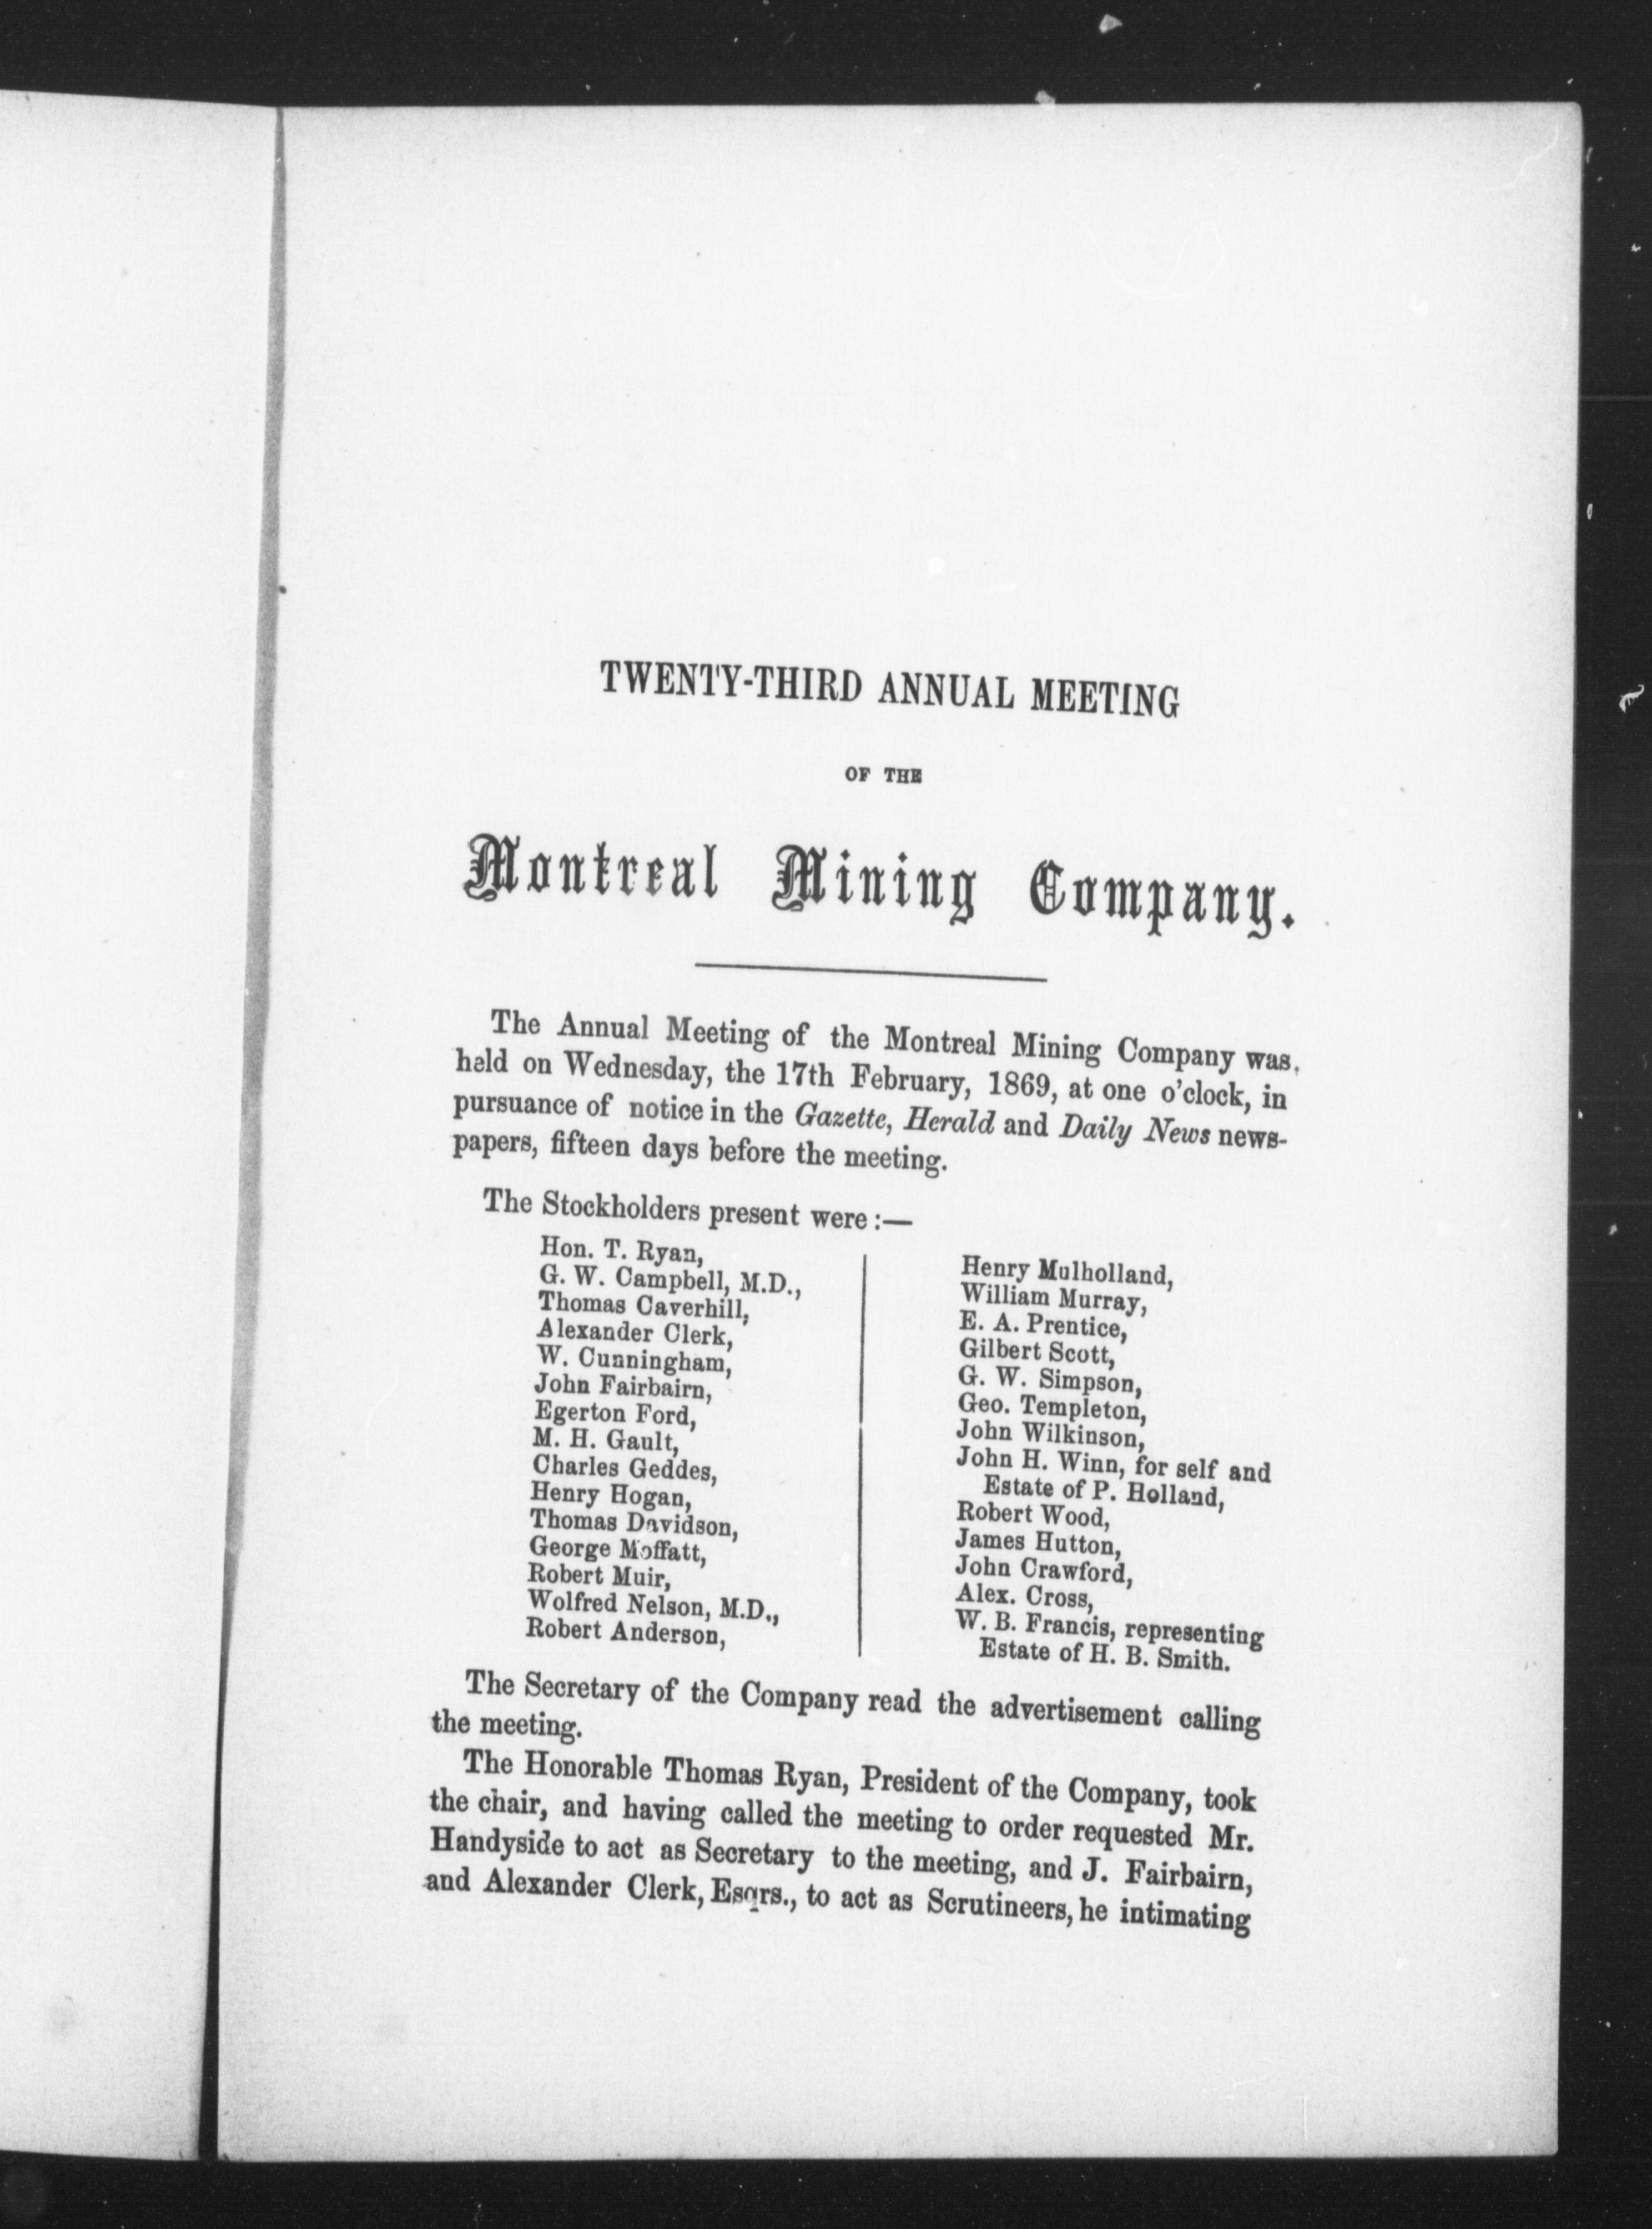 TWENTY-THIRD ANNUAL MEETING
OF THE
Montreal Mining Company.
The Annual Meeting of the Montreal Mining Company was
held on Wednesday, the 17th February, 1869, at one o'clock, in
pursuance of notice in the Gazette, Herald and Daily News news-
papers, fifteen days before the meeting.
The Stockholders present were :—
Hon. T. Ryan,
G. W. Campbell, M.D.,
Thomas Caverhill,
Alexander Clerk,
W. Cunningham,
John Fairbairn,
Egerton Ford,
M. H. Gault,
Charles Geddes,
Henry Hogan,
Thomas Davidson,
George Moffatt,
Robert Muir,
Wolfred Nelson, M.D.,
Robert Anderson,
Henry Mulholland,
William Murray,
E. A. Prentice,
Gilbert Scott,
G. W. Simpson,
Geo. Templeton,
John Wilkinson,
John H. Winn, for self and
Estate of P. Holland,
Robert Wood,
James Hutton,
John Crawford,
Alex. Cross,
W. B. Francis, representing
Estate of H. B. Smith.
The Secretary of the Company read the advertisement calling
the meeting.
The Honorable Thomas Ryan, President of the Company, took
the chair, and having called the meeting to order requested Mr.
Handyside to act as Secretary to the meeting, and J. Fairbairn,
and Alexander Clerk, Esqrs., to act as Scrutineers, he intimating